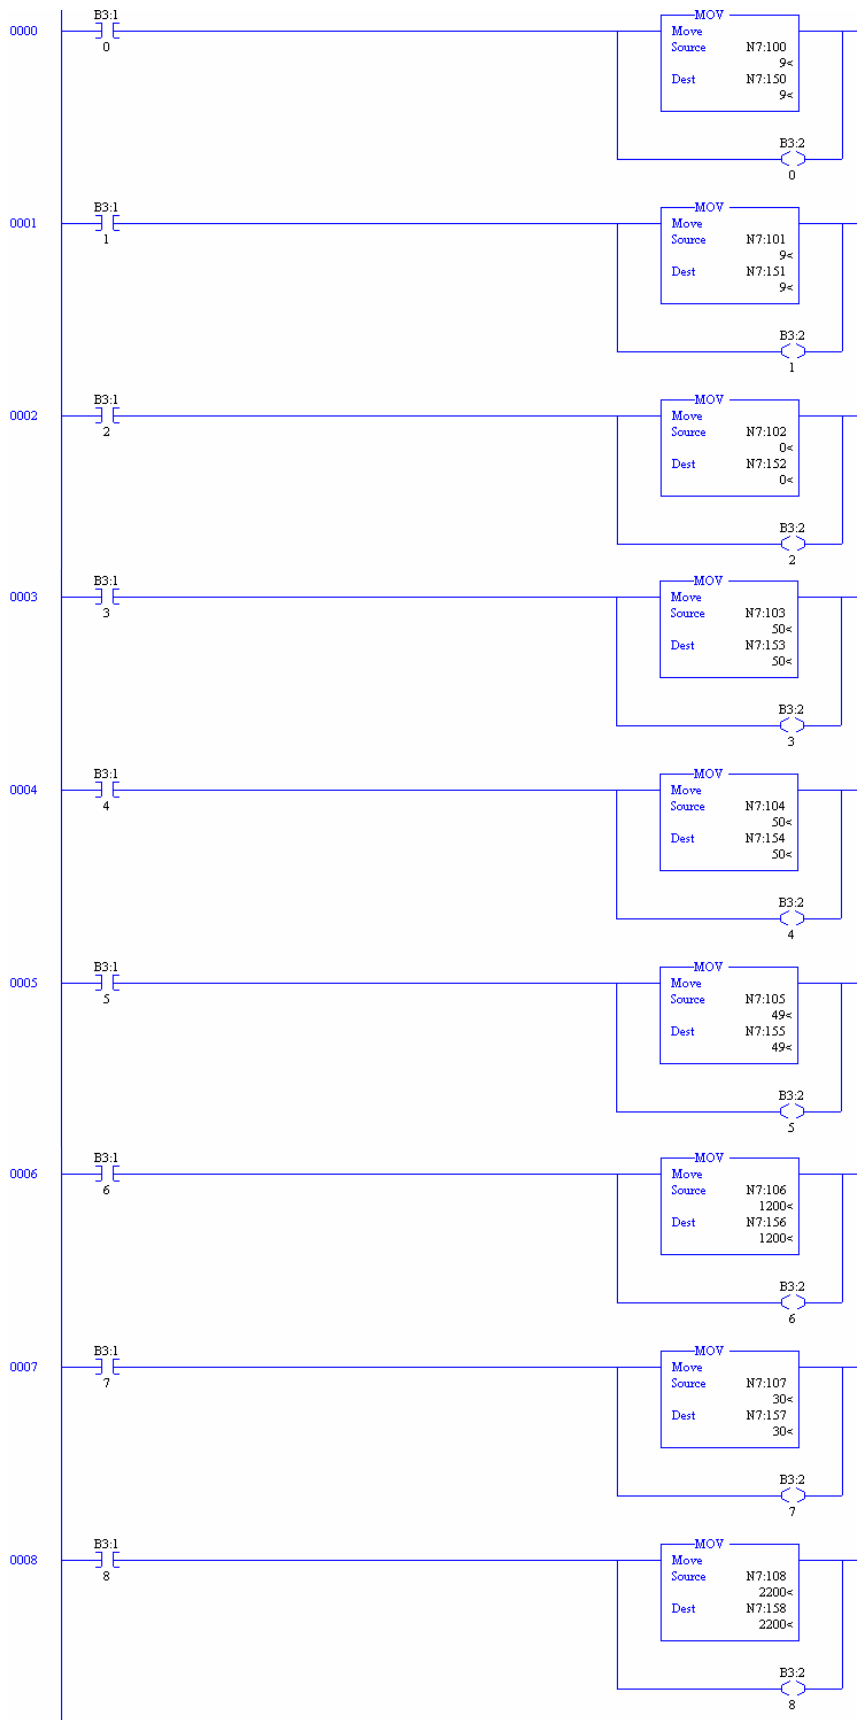 B3:1
MOV
0000
Move
0
Source N7:100
9<
Dest N7:150
9<
B3:2
0
B3:1
MOV
0001
Move
1
Source N7:101
9<
Dest N7:151
9<
B3:2
1
B3:1
MOV
0002
Move
2
Source N7:102
0<
Dest N7:152
0<
B3:2
2
B3:1
MOV
0003
Move
3
Source N7:103
50<
Dest N7:153
50<
B3:2
3
B3:1
MOV
0004
Move
4
Source N7:104
50<
Dest N7:154
50<
B3:2
4
B3:1
MOV
0005
Move
5
Source N7:105
49<
Dest N7:155
49<
B3:2
5
B3:1
MOV
0006
Move
6
Source N7:106
1200<
Dest N7:156
1200<
B3:2
6
B3:1
MOV
0007
Move
7
Source N7:107
30<
Dest N7:157
30<
B3:2
7
B3:1
MOV
0008
Move
8
Source N7:108
2200<
Dest N7:158
2200<
B3:2
8